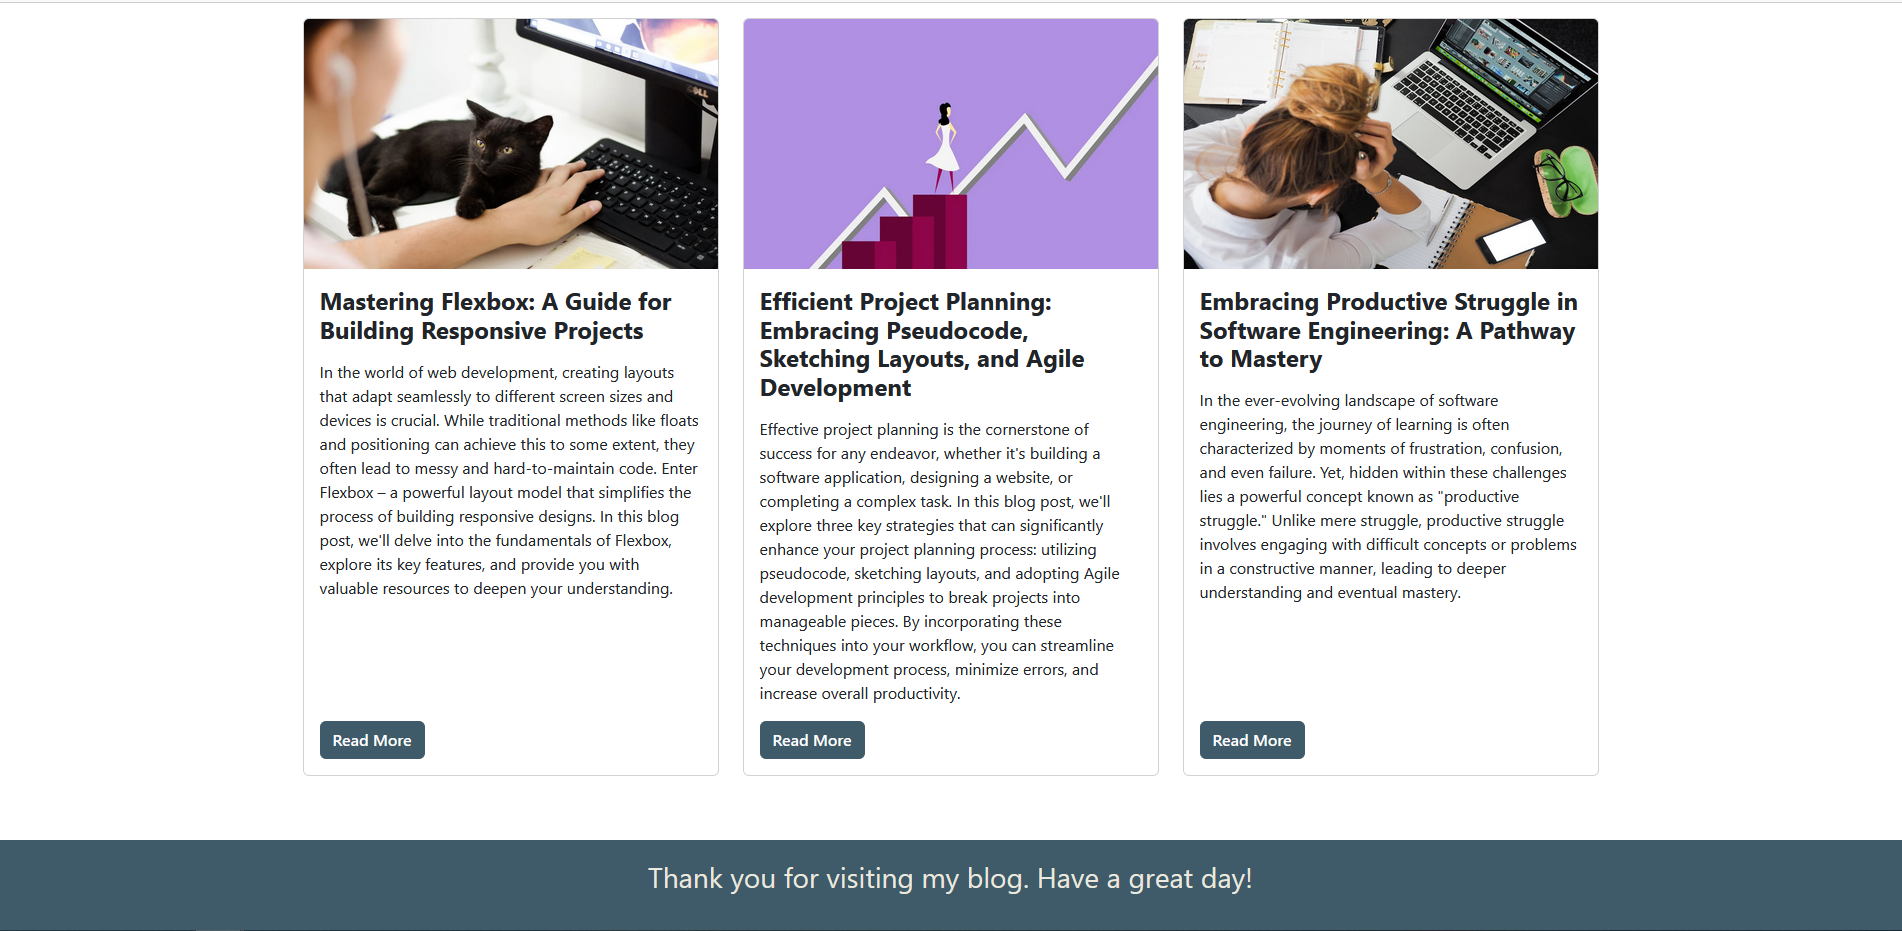 DELL
Mastering Flexbox: A Guide for
Building Responsive Projects
In the world of web development, creating layouts
that adapt seamlessly to different screen sizes and
devices is crucial. While traditional methods like floats
and positioning can achieve this to some extent, they
often lead to messy and hard-to-maintain code. Enter
Flexbox – a powerful layout model that simplifies the
process of building responsive designs. In this blog
post, we'll delve into the fundamentals of Flexbox,
explore its key features, and provide you with
valuable resources to deepen your understanding.
Read More
Efficient Project Planning:
Embracing Pseudocode,
Sketching Layouts, and Agile
Development
Effective project planning is the cornerstone of
success for any endeavor, whether it's building a
software application, designing a website, or
completing a complex task. In this blog post, we'll
explore three key strategies that can significantly
enhance your project planning process: utilizing
pseudocode, sketching layouts, and adopting Agile
development principles to break projects into
manageable pieces. By incorporating these
techniques into your workflow, you can streamline
your development process, minimize errors, and
increase overall productivity.
Read More
Embracing Productive Struggle in
Software Engineering: A Pathway
to Mastery
In the ever-evolving landscape of software
engineering, the journey of learning is often
characterized by moments of frustration, confusion,
and even failure. Yet, hidden within these challenges
lies a powerful concept known as "productive
struggle." Unlike mere struggle, productive struggle
involves engaging with difficult concepts or problems
in a constructive manner, leading to deeper
understanding and eventual mastery.
Read More
Thank you for visiting my blog. Have a great day!